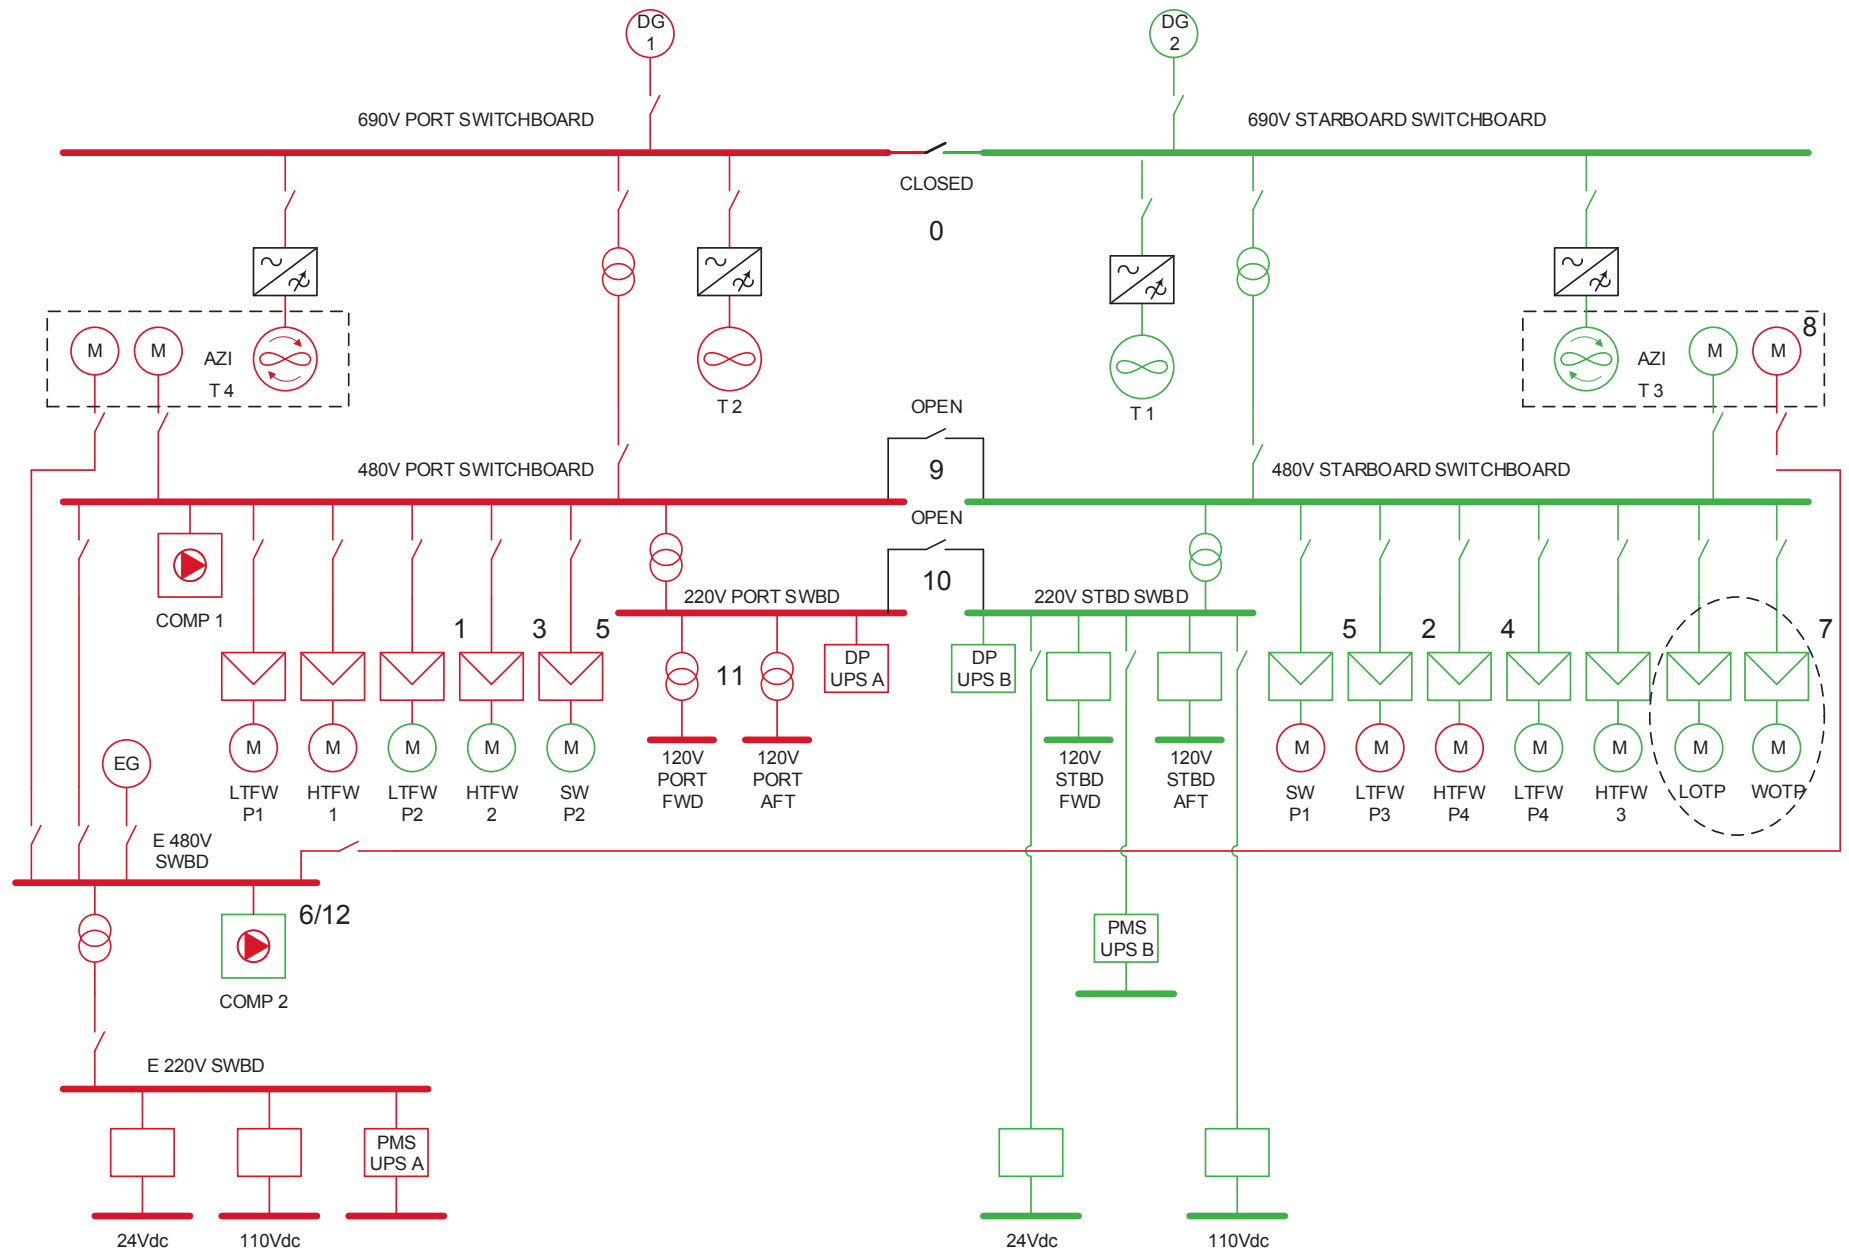 DG
1
DG
2
690V PORT SWITCHBOARD
690V STARBOARD SWITCHBOARD
CLOSED
0
M
M
AZI
T 4
T 2
T 1
AZI
T 3
M
M
8
OPEN
480V PORT SWITCHBOARD
9
480V STARBOARD SWITCHBOARD
OPEN
10
COMP 1
220V PORT SWBD
220V STBD SWBD
1
3
5
11
DP
UPS A
DP
UPS B
5
2
4
7
EG
M
LTFW
P1
M
HTFW
1
M
LTFW
P2
M
HTFW
2
M
SW
P2
120V
PORT
FWD
120V
PORT
AFT
120V
STBD
FWD
120V
STBD
AFT
M
SW
P1
M
LTFW
P3
M
HTFW
P4
M
LTFW
P4
M
HTFW
3
M
LOTP
M
WOTP
E 480V
SWBD
6/12
COMP 2
PMS
UPS B
E 220V SWBD
PMS
UPS A
24Vdc
110Vdc
24Vdc
110Vdc